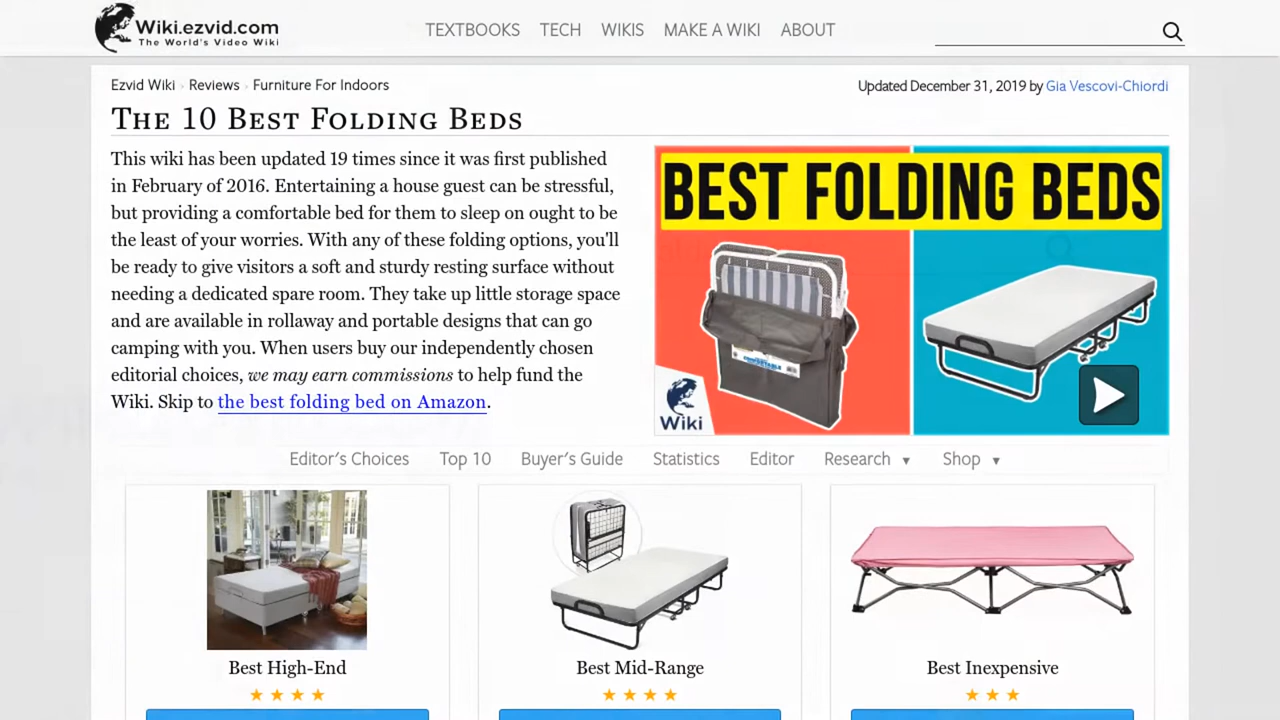 Wiki.ezvid.com
The World's Video Wiki
TEXTBOOKS TECH WIKIS MAKE A WIKI ABOUT
Ezvid Wiki Reviews Furniture For Indoors
Updated December 31, 2019 by Gia Vescovi-Chiordi
The 10 Best Folding Beds
This wiki has been updated 19 times since it was first published
in February of 2016. Entertaining a house guest can be stressful,
but providing a comfortable bed for them to sleep on ought to be
the least of your worries. With any of these folding options, you'll
be ready to give visitors a soft and sturdy resting surface without
needing a dedicated spare room. They take up little storage space
and are available in rollaway and portable designs that can go
camping with you. When users buy our independently chosen
editorial choices, we may earn commissions to help fund the
Wiki. Skip to the best folding bed on Amazon.
BEST FOLDING BEDS
Wiki
Editor's Choices Top 10 Buyer's Guide Statistics Editor Research ▼ Shop ▼
Best High-End
Best Mid-Range
Best Inexpensive